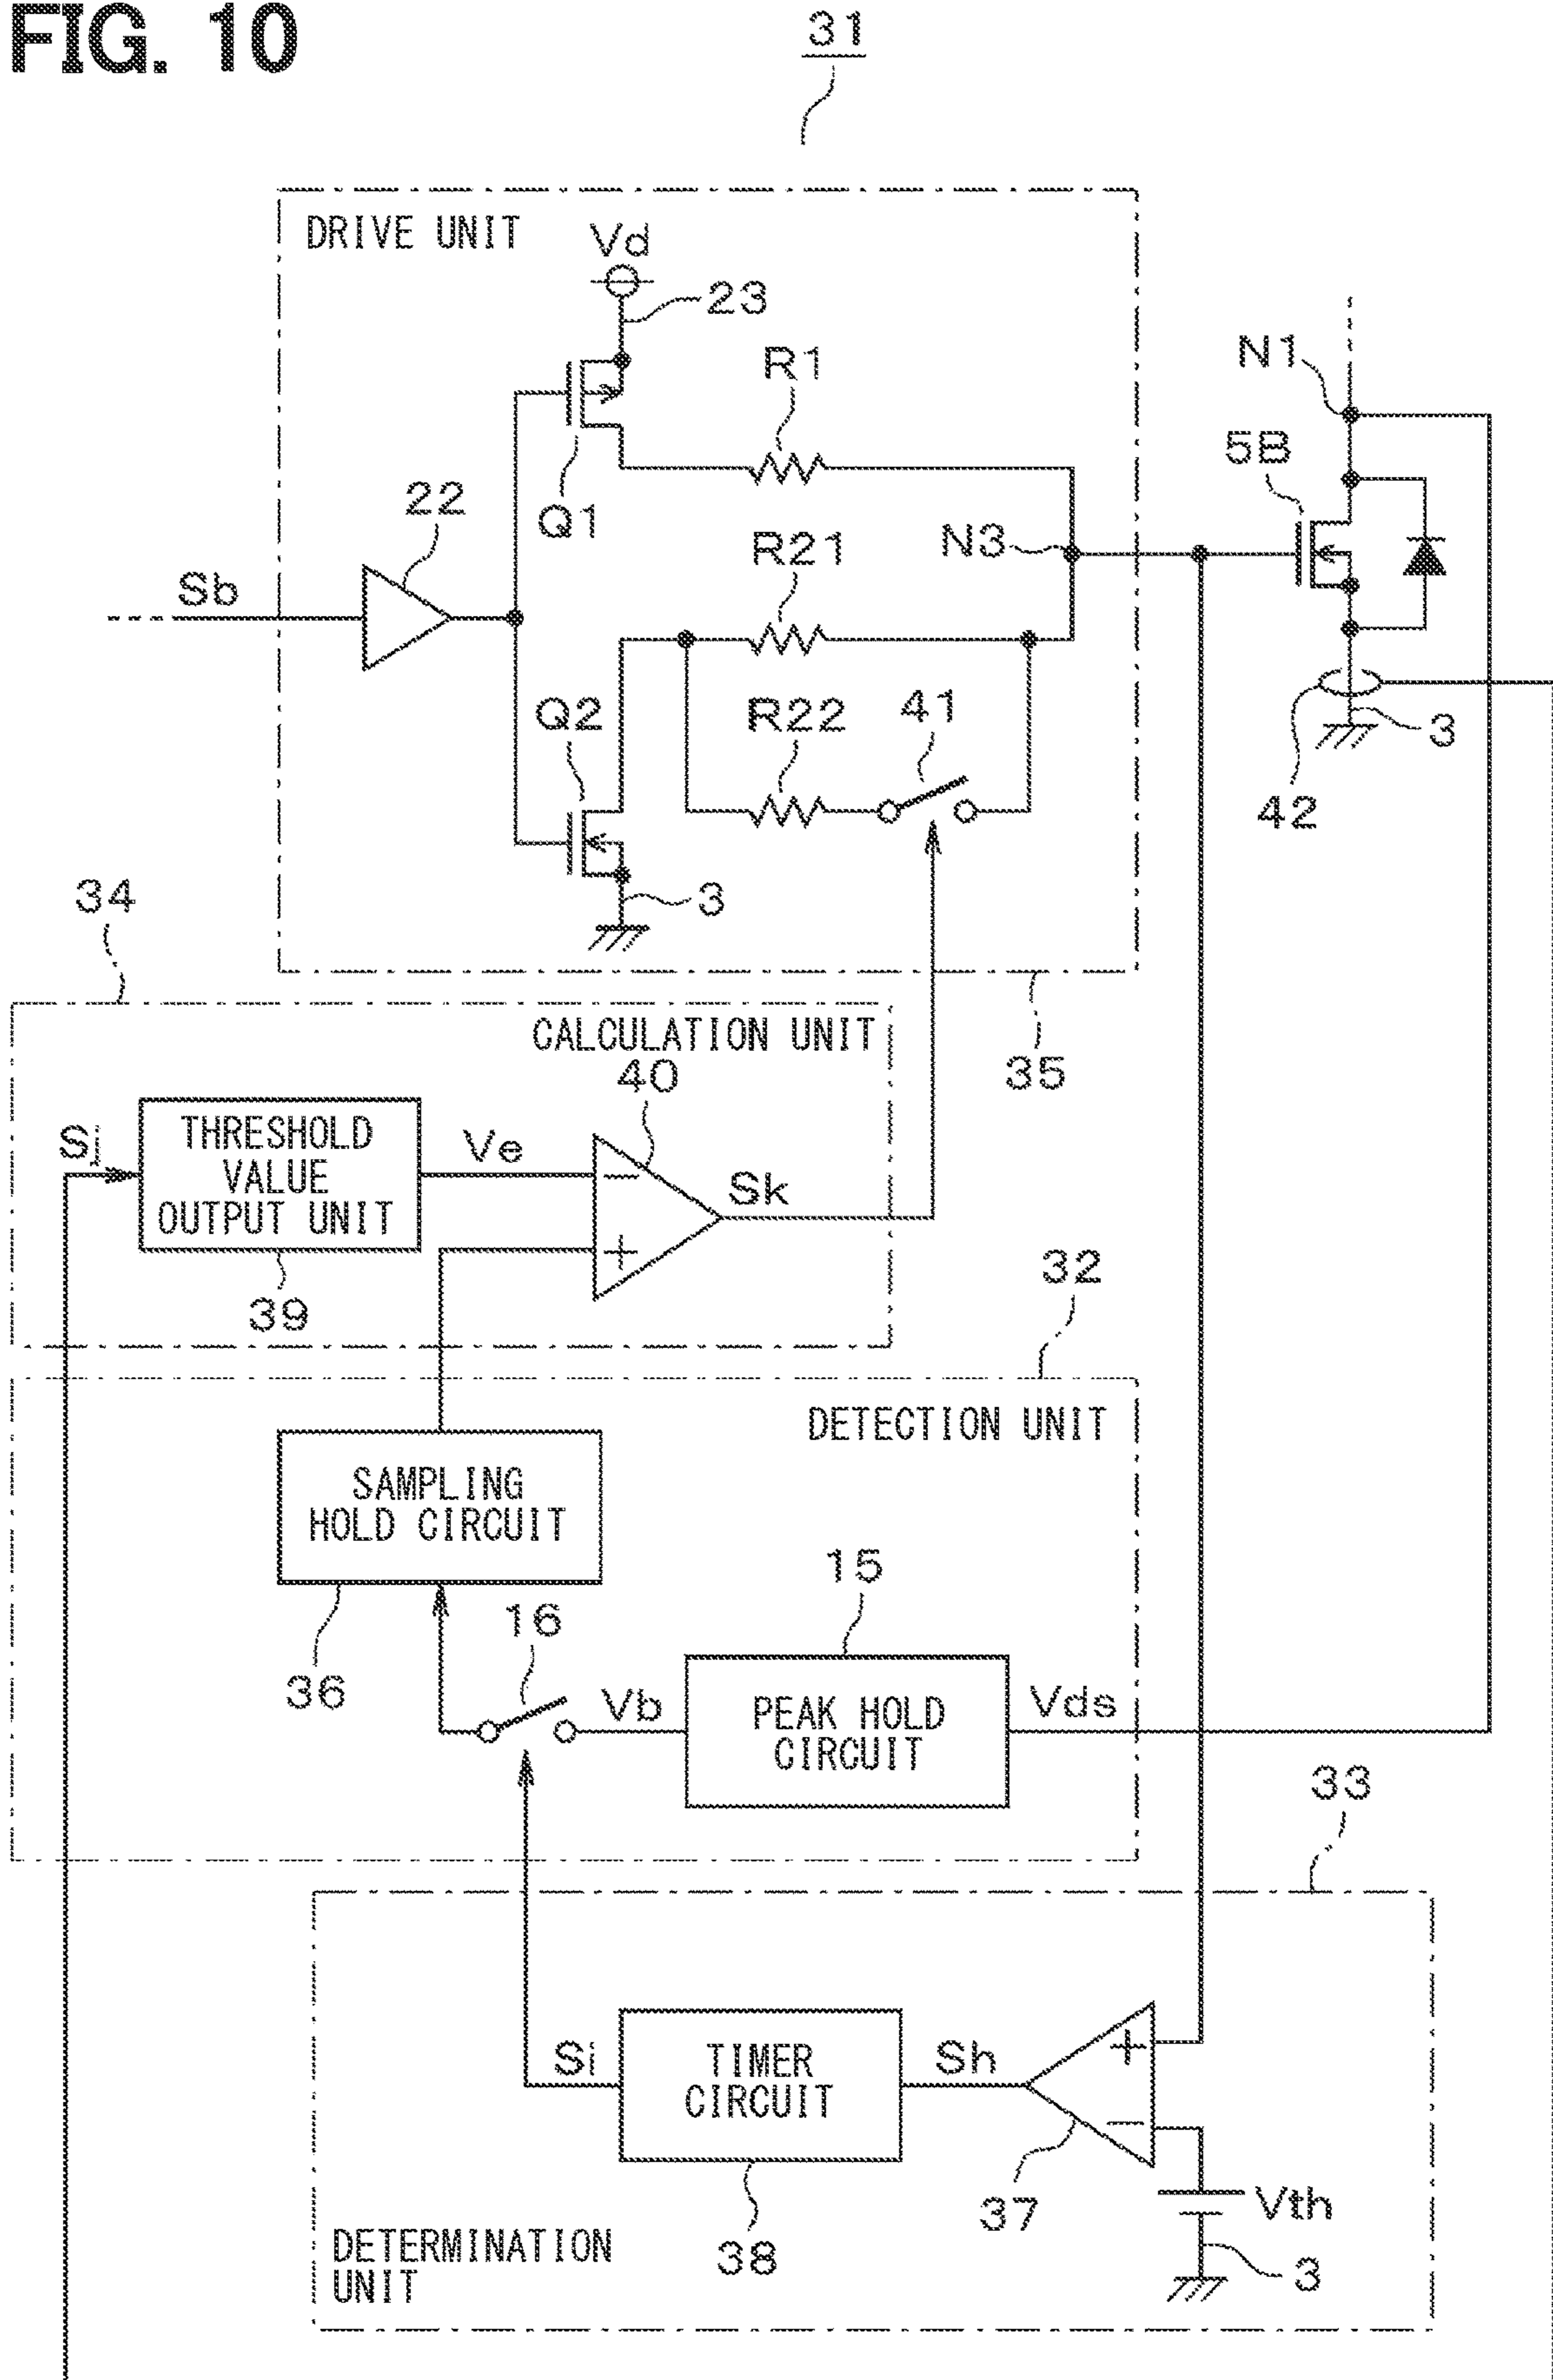 FIG. 10
31
DRIVE UNIT
Vd
23
R1
N1
5B
22
Q1
R21
N3
Sb
Q2
R22
41
3
42
34
3
CALCULATION UNIT
35
40
Sj
THRESHOLD
VALUE
OUTPUT UNIT
Ve
−
Sk
+
39
32
DETECTION UNIT
SAMPLING
HOLD CIRCUIT
15
16
36
Vb
PEAK HOLD
CIRCUIT
Vds
33
Si
TIMER
CIRCUIT
Sh
+
−
37
Vth
38
3
DETERMINATION
UNIT